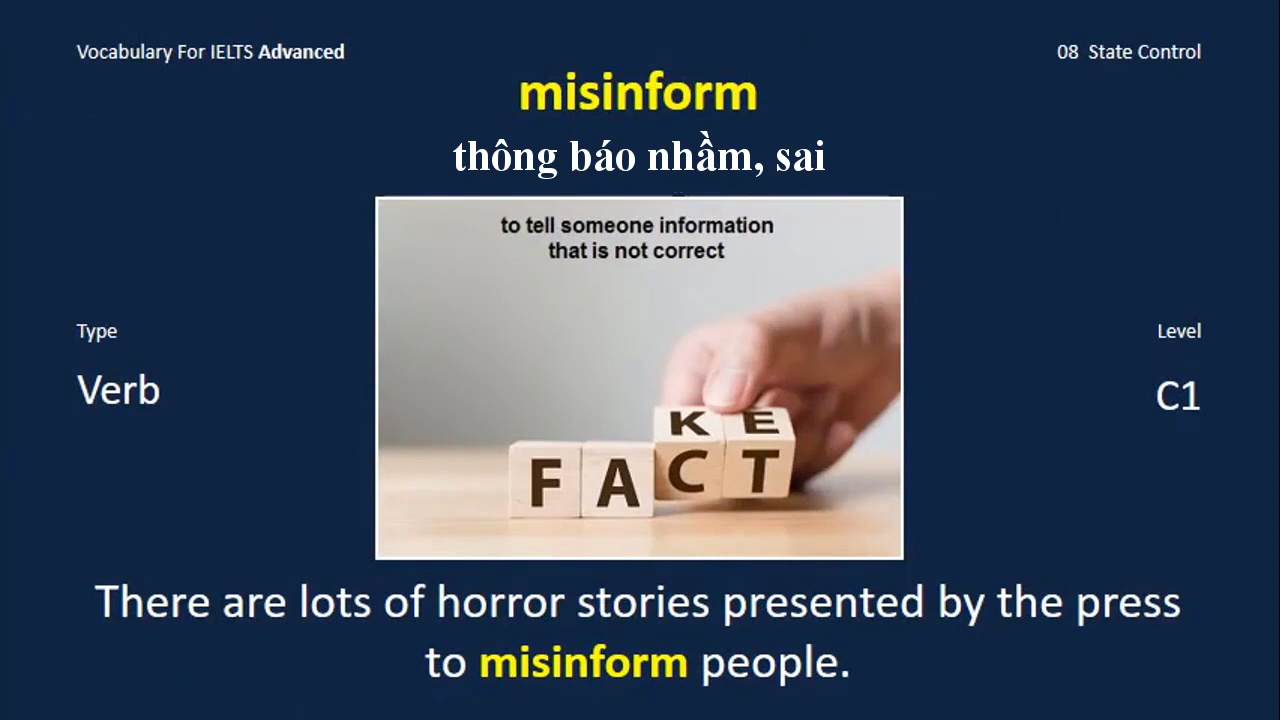 Vocabulary For IELTS Advanced
08 State Control
misinform
thông báo nhầm, sai
to tell someone information
that is not correct
Type
Level
Verb
C1
K E
F A C T
There are lots of horror stories presented by the press
to misinform people.